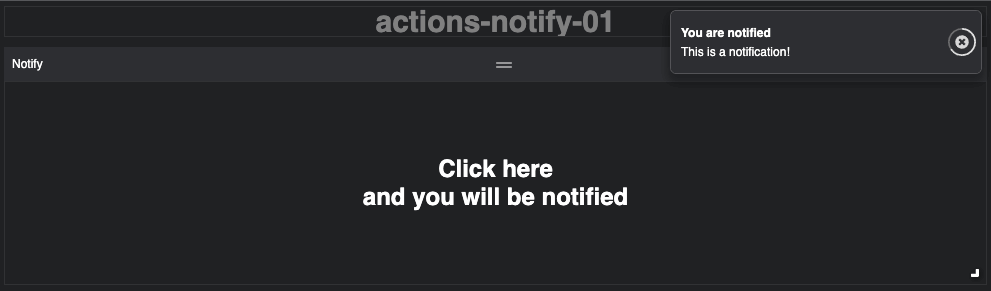 actions-notify-01
You are notified
This is a notification!
Notify
Click here
and you will be notified